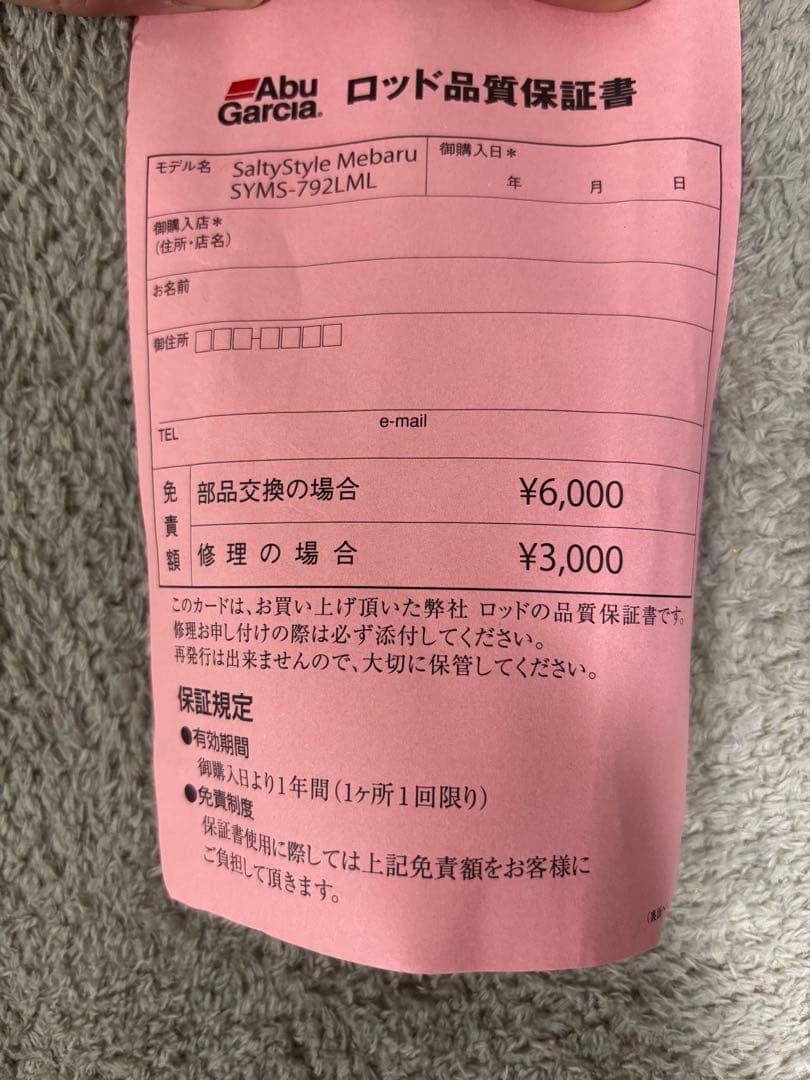 Abu Garcia. ロッド品質保証書
モデル名 SaltyStyle Mebaru SYMS-792LML
御購入日＊ 年 月 日
御購入店＊
(住所・店名)
お名前
御住所
TEL e-mail
免責額
部品交換の場合 ¥6,000
修理の場合 ¥3,000
このカードは、お買い上げ頂いた弊社 ロッドの品質保証書です。
修理お申し付けの際は必ず添付してください。
再発行は出来ませんので、大切に保管してください。
保証規定
●有効期間
御購入日より1年間(1ヶ所1回限り)
●免責制度
保証書使用に際しては上記免責額をお客様に
ご負担して頂きます。